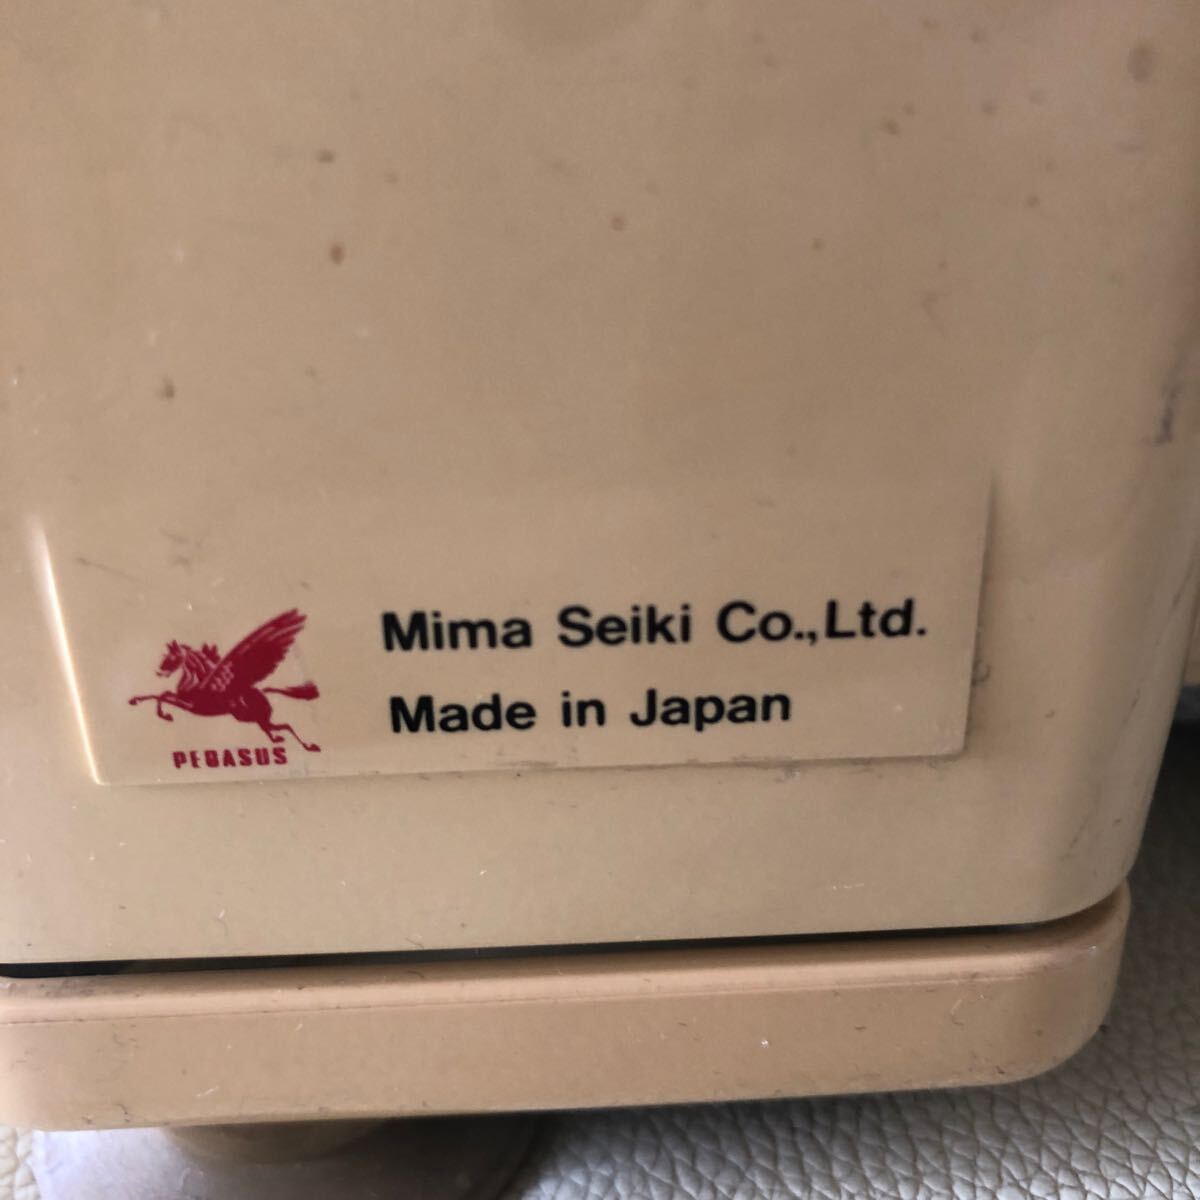 Mima Seiki Co.,Ltd.
Made in Japan
PEGASUS